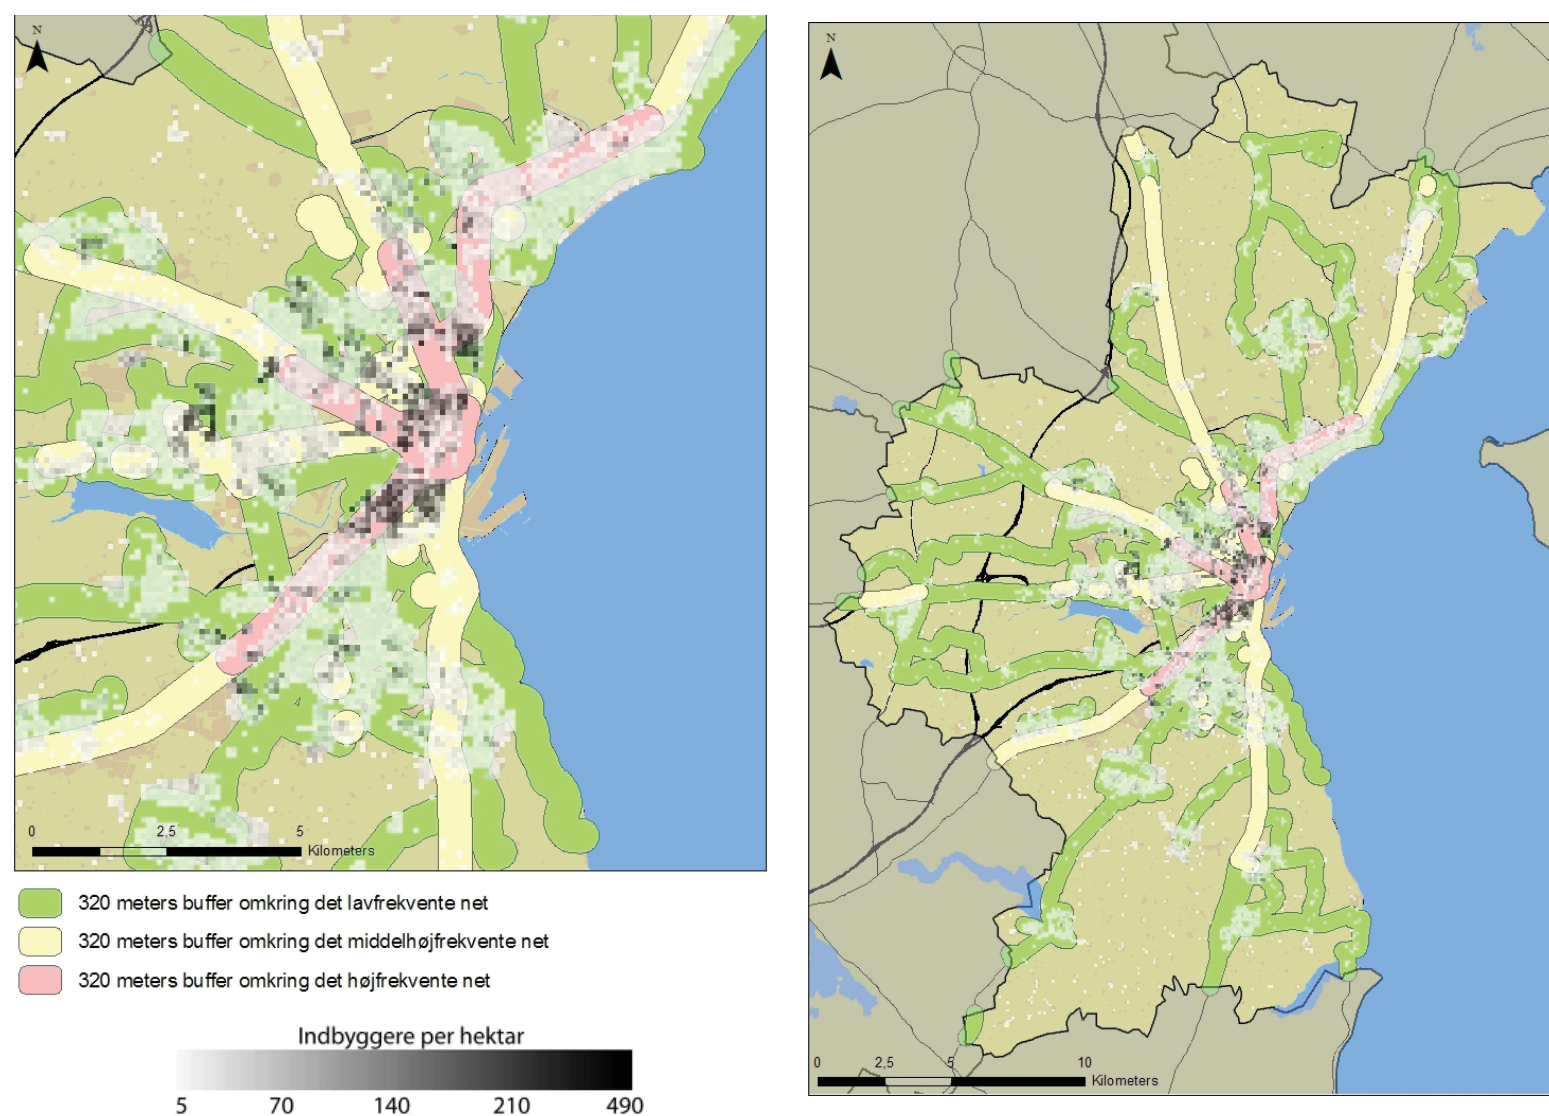 N
4
0 2,5 5
Kilometers
320 meters buffer omkring det lavfrekvente net
320 meters buffer omkring det middelhøjfrekvente net
320 meters buffer omkring det højfrekvente net
Indbyggere per hektar
5 70 140 210 490
N
0 2,5 5 10
Kilometers